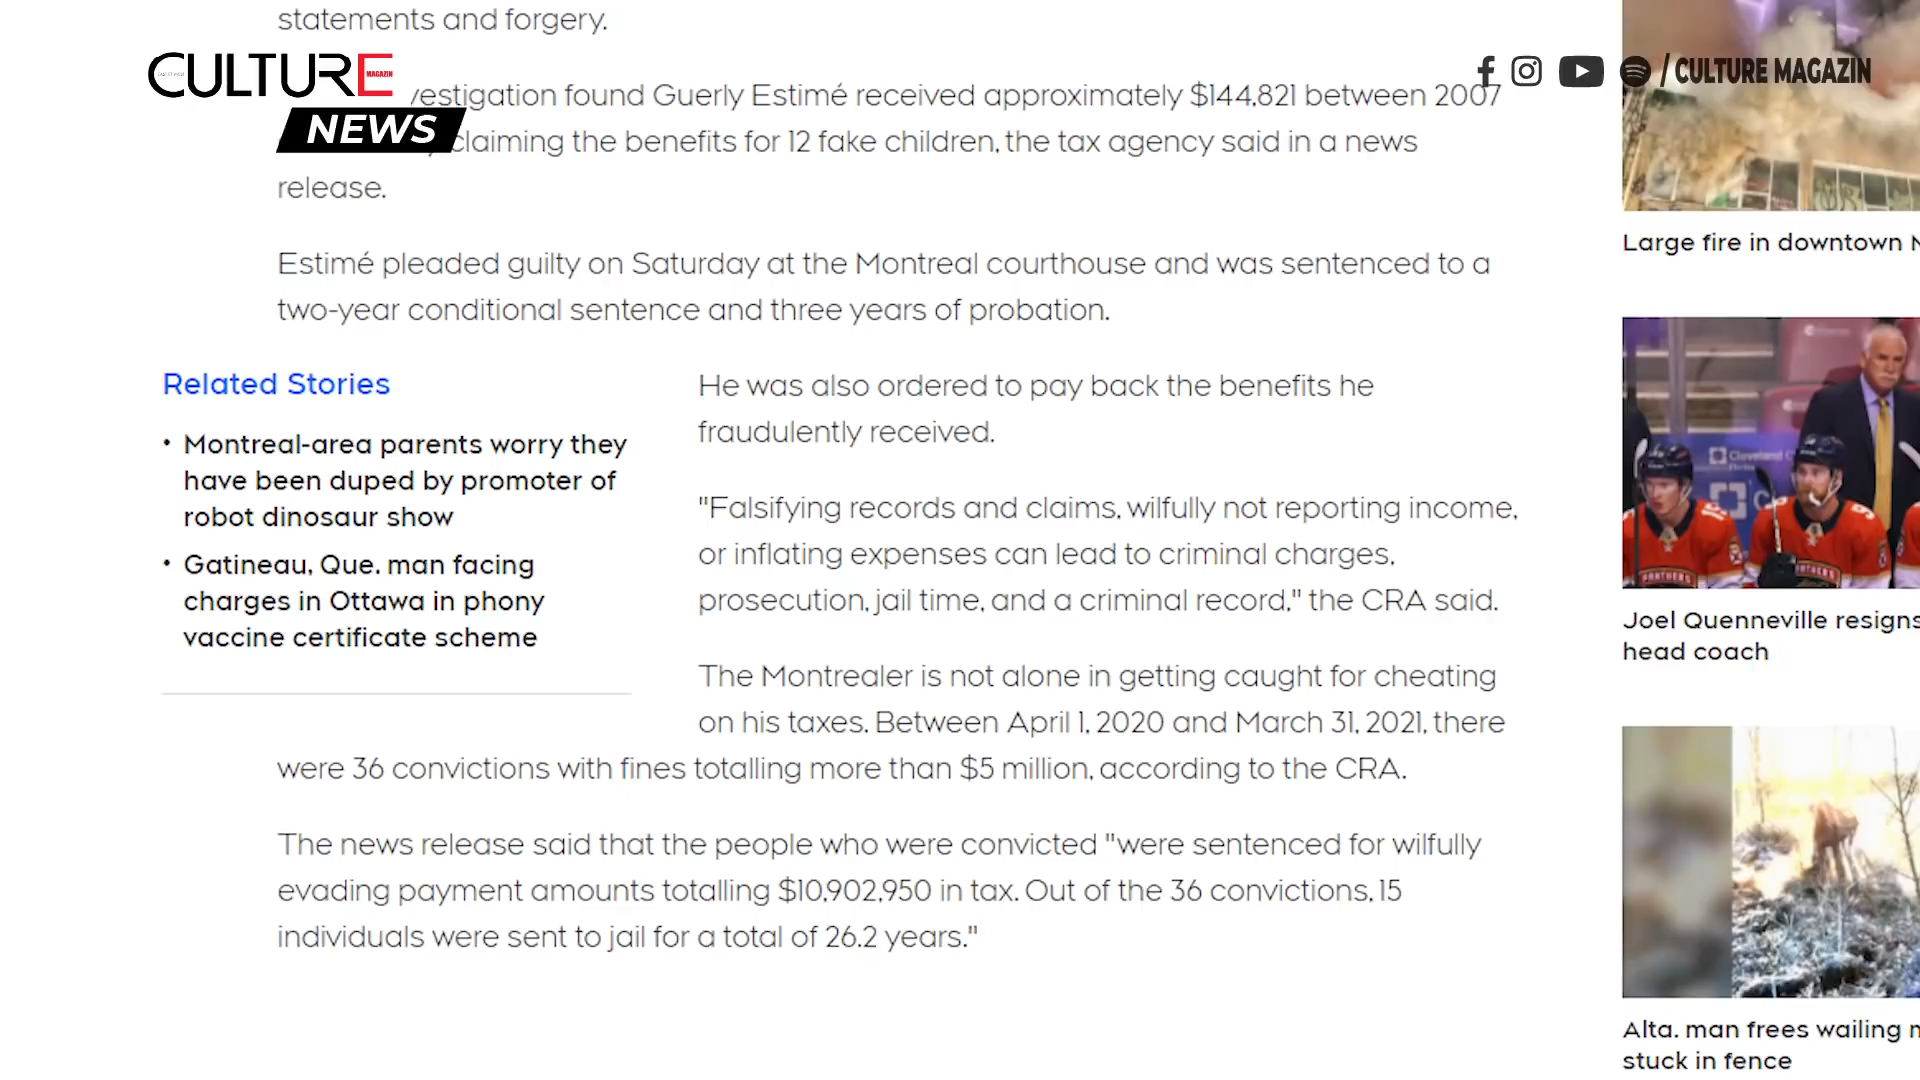 statements and forgery.
CULTURE
MAGAZIN
NEWS
/ CULTURE MAGAZIN
vestigation found Guerly Estimé received approximately $144,821 between 2007
claiming the benefits for 12 fake children, the tax agency said in a news
release.
Estimé pleaded guilty on Saturday at the Montreal courthouse and was sentenced to a
two-year conditional sentence and three years of probation.
Related Stories
• Montreal-area parents worry they
have been duped by promoter of
robot dinosaur show
• Gatineau, Que. man facing
charges in Ottawa in phony
vaccine certificate scheme
He was also ordered to pay back the benefits he
fraudulently received.
"Falsifying records and claims, wilfully not reporting income,
or inflating expenses can lead to criminal charges,
prosecution, jail time, and a criminal record," the CRA said.
The Montrealer is not alone in getting caught for cheating
on his taxes. Between April 1, 2020 and March 31, 2021, there
were 36 convictions with fines totalling more than $5 million, according to the CRA.
The news release said that the people who were convicted "were sentenced for wilfully
evading payment amounts totalling $10,902,950 in tax. Out of the 36 convictions, 15
individuals were sent to jail for a total of 26.2 years."
Large fire in downtown
Cleveland
PANTHERS
PANTHERS
Joel Quenneville resigns
head coach
Alta. man frees wailing
stuck in fence